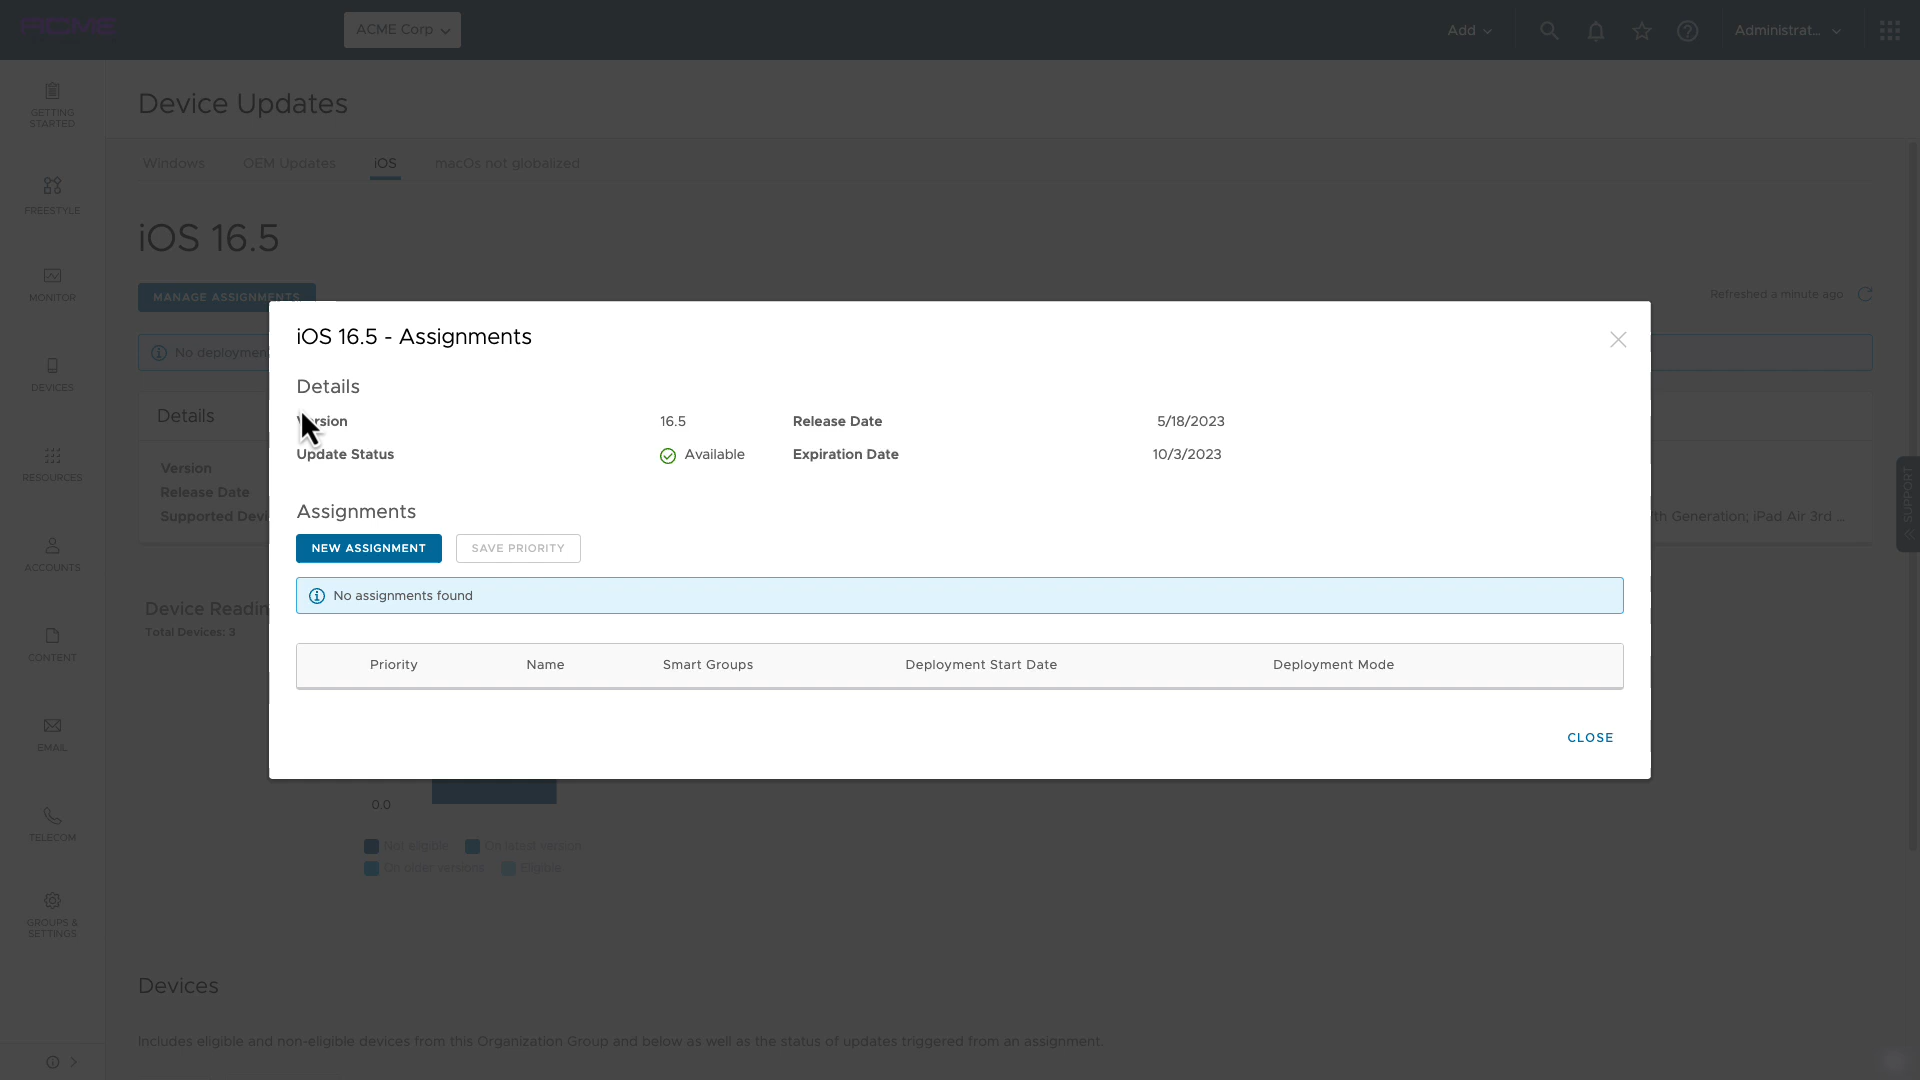 ACME
ACME Corp
Add
Administrat...
GETTING
STARTED
FREESTYLE
MONITOR
DEVICES
RESOURCES
ACCOUNTS
CONTENT
EMAIL
TELECOM
GROUPS &
SETTINGS
Device Updates
Windows
OEM Updates
iOS
macOs not globalized
iOS 16.5
MANAGE ASSIGNMENTS
Refreshed a minute ago
No deploymen
Details
Version
Release Date
Supported Devi
th Generation; iPad Air 3rd ...
SUPPORT
Device Readin
Total Devices: 3
iOS 16.5 - Assignments
Details
Version 16.5 Release Date 5/18/2023
Update Status Available Expiration Date 10/3/2023
Assignments
NEW ASSIGNMENT SAVE PRIORITY
No assignments found
Priority Name Smart Groups Deployment Start Date Deployment Mode
CLOSE
0.0
Not eligible On latest version
On older versions Eligible
Devices
Includes eligible and non-eligible devices from this Organization Group and below as well as the status of updates triggered from an assignment.